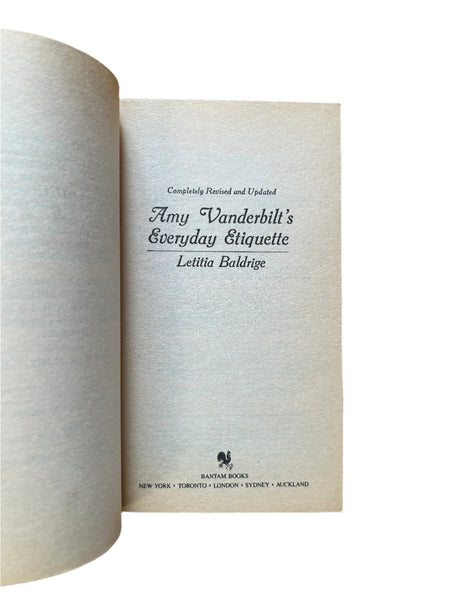 Completely Revised and Updated
Amy Vanderbilt's
Everyday Etiquette
Letitia Baldrige
BANTAM BOOKS
NEW YORK • TORONTO • LONDON • SYDNEY • AUCKLAND